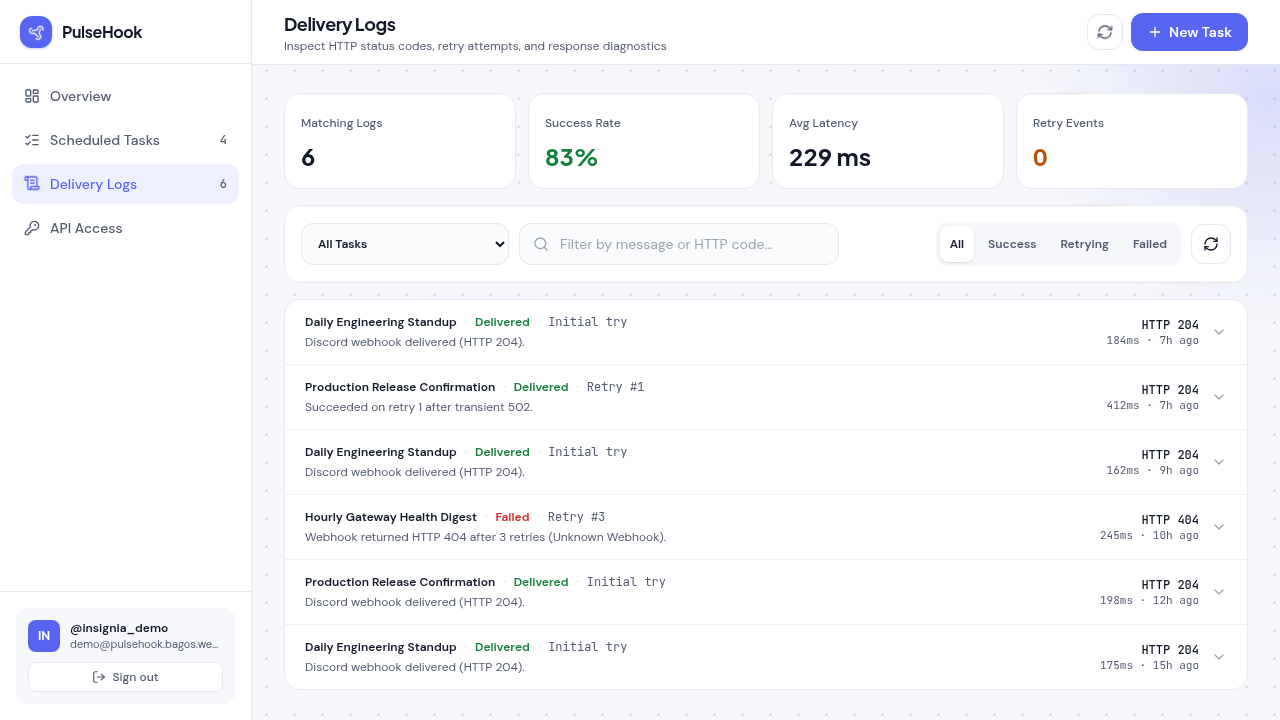 PulseHook
Overview
Scheduled Tasks 4
Delivery Logs 6
API Access
IN
@insignia_demo
demo@pulsehook.bagos.we...
Sign out
Delivery Logs
Inspect HTTP status codes, retry attempts, and response diagnostics
New Task
Matching Logs
6
Success Rate
83%
Avg Latency
229 ms
Retry Events
0
All Tasks
Filter by message or HTTP code...
All Success Retrying Failed
Daily Engineering Standup · Delivered · Initial try
Discord webhook delivered (HTTP 204).
HTTP 204
184ms · 7h ago
Production Release Confirmation · Delivered · Retry #1
Succeeded on retry 1 after transient 502.
HTTP 204
412ms · 7h ago
Daily Engineering Standup · Delivered · Initial try
Discord webhook delivered (HTTP 204).
HTTP 204
162ms · 9h ago
Hourly Gateway Health Digest · Failed · Retry #3
Webhook returned HTTP 404 after 3 retries (Unknown Webhook).
HTTP 404
245ms · 10h ago
Production Release Confirmation · Delivered · Initial try
Discord webhook delivered (HTTP 204).
HTTP 204
198ms · 12h ago
Daily Engineering Standup · Delivered · Initial try
Discord webhook delivered (HTTP 204).
HTTP 204
175ms · 15h ago